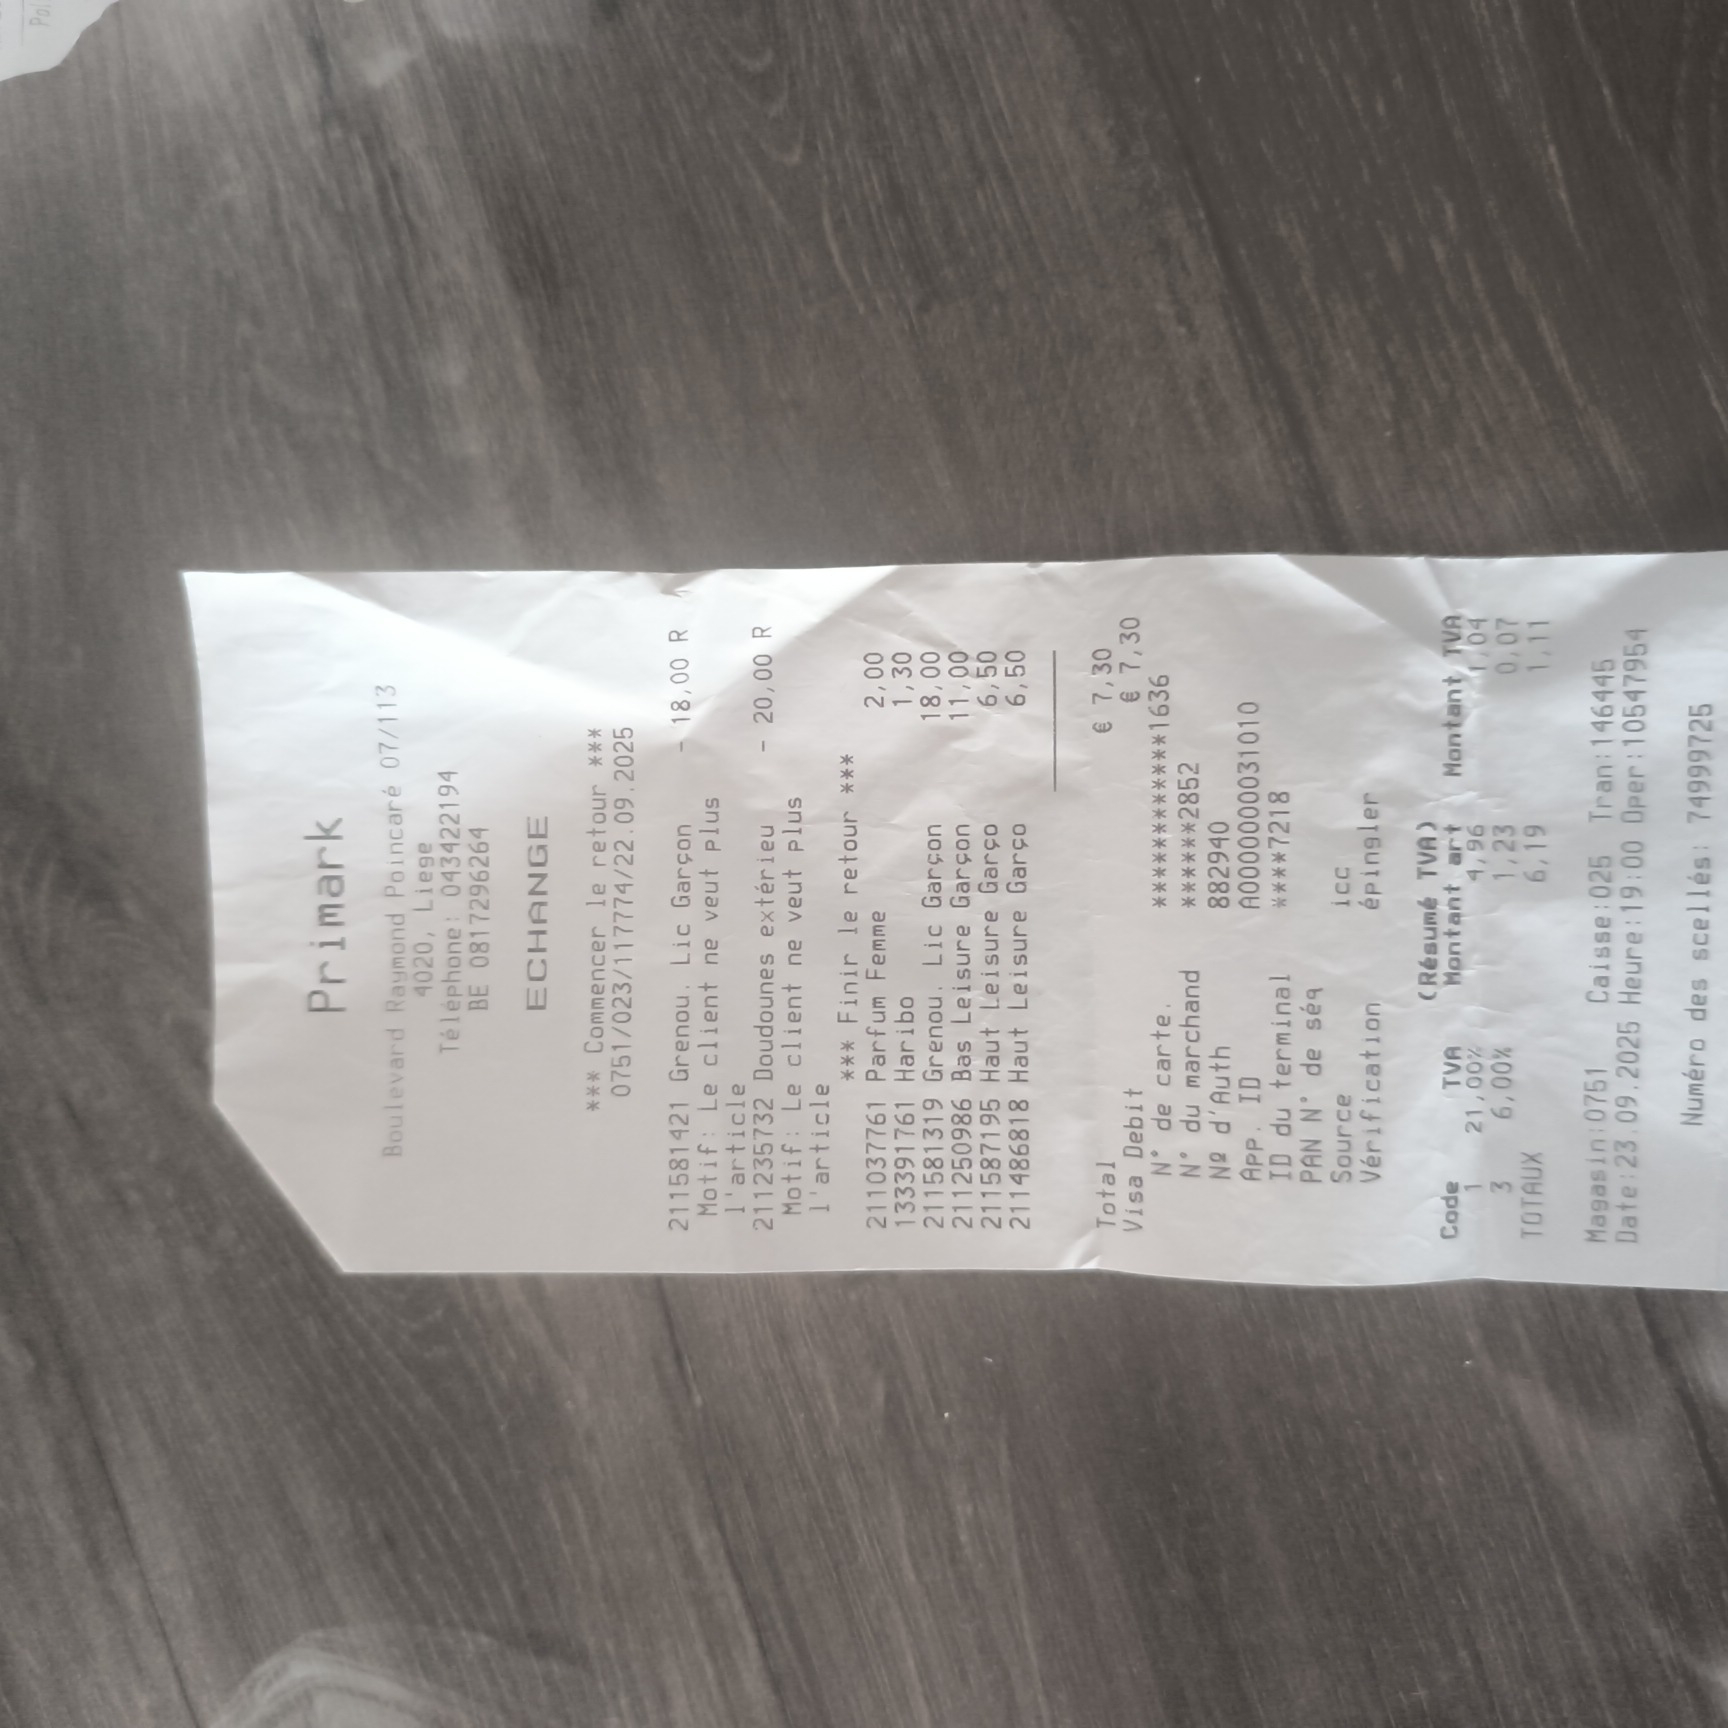 Pol
Primark
Boulevard Raymond Poincaré 07/113
4020, Liege
Téléphone: 043422194
BE 0817296264
ECHANGE
*** Commencer le retour ***
0751/023/117774/22.09.2025
211581421 Grenou. Lic Garçon - 18,00 R
Motif: Le client ne veut plus
l'article
211235732 Doudounes extérieu - 20,00 R
Motif: Le client ne veut plus
l'article
*** Finir le retour ***
211037761 Parfum Femme 2,00
133391761 Haribo 1,30
211581319 Grenou. Lic Garçon 18,00
211250986 Bas Leisure Garçon 11,00
211587195 Haut Leisure Garço 6,50
211486818 Haut Leisure Garço 6,50
Total € 7,30
Visa Debit € 7,30
N° de carte. ************1636
N° du marchand ******2852
Nº d'Auth 882940
App. ID A0000000031010
ID du terminal ****7218
PAN N° de séq
Source icc
Vérification épingler
(Résumé TVA)
Code TVA Montant art Montant TVA
1 21,00% 4,96 1,04
3 6,00% 1,23 0,07
TOTAUX 6,19 1,11
Magasin:0751 Caisse:025 Tran:146445
Date:23.09.2025 Heure:19:00 Oper:10547954
Numéro des scellés: 74999725